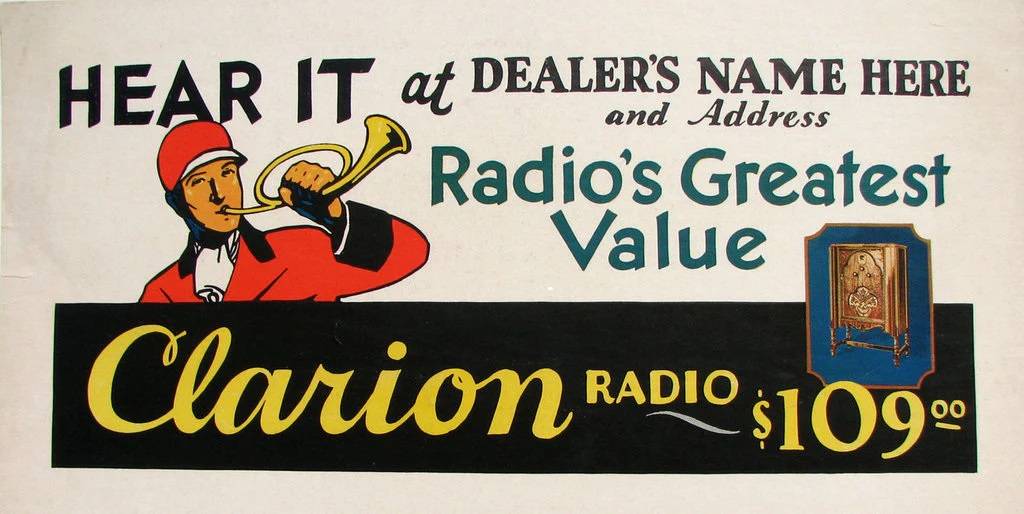 HEAR IT at DEALER'S NAME HERE
and Address
Radio's Greatest
Value
Clarion RADIO $109.00